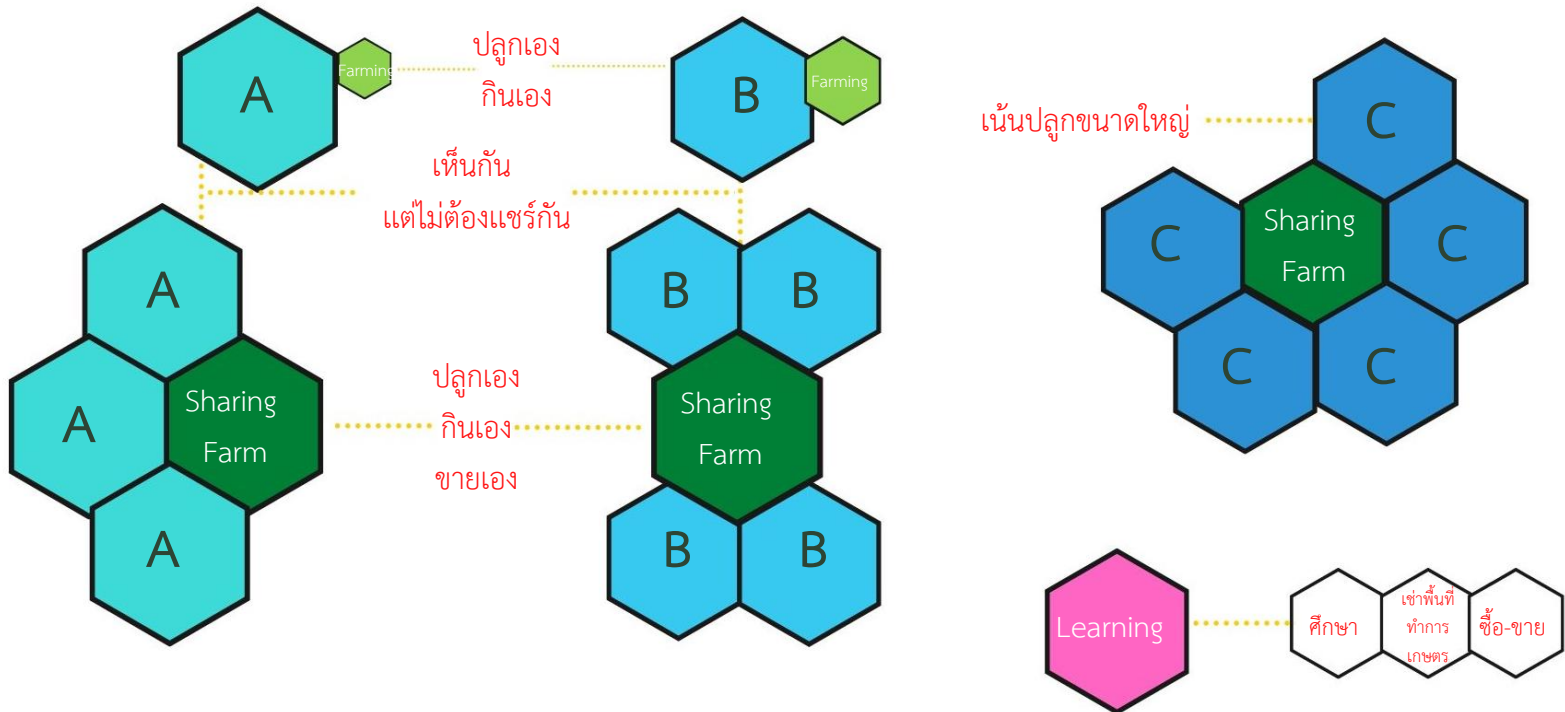 A
Farming
ปลูกเอง
กินเอง
B
Farming
เห็นกัน
แต่ไม่ต้องแชร์กัน
A
A
Sharing
Farm
A
ปลูกเอง
กินเอง
ขายเอง
B
B
Sharing
Farm
B
B
เน้นปลูกขนาดใหญ่
C
C
Sharing
Farm
C
C
C
Learning
ศึกษา
เช่าพื้นที่
ทำการ
เกษตร
ซื้อ-ขาย